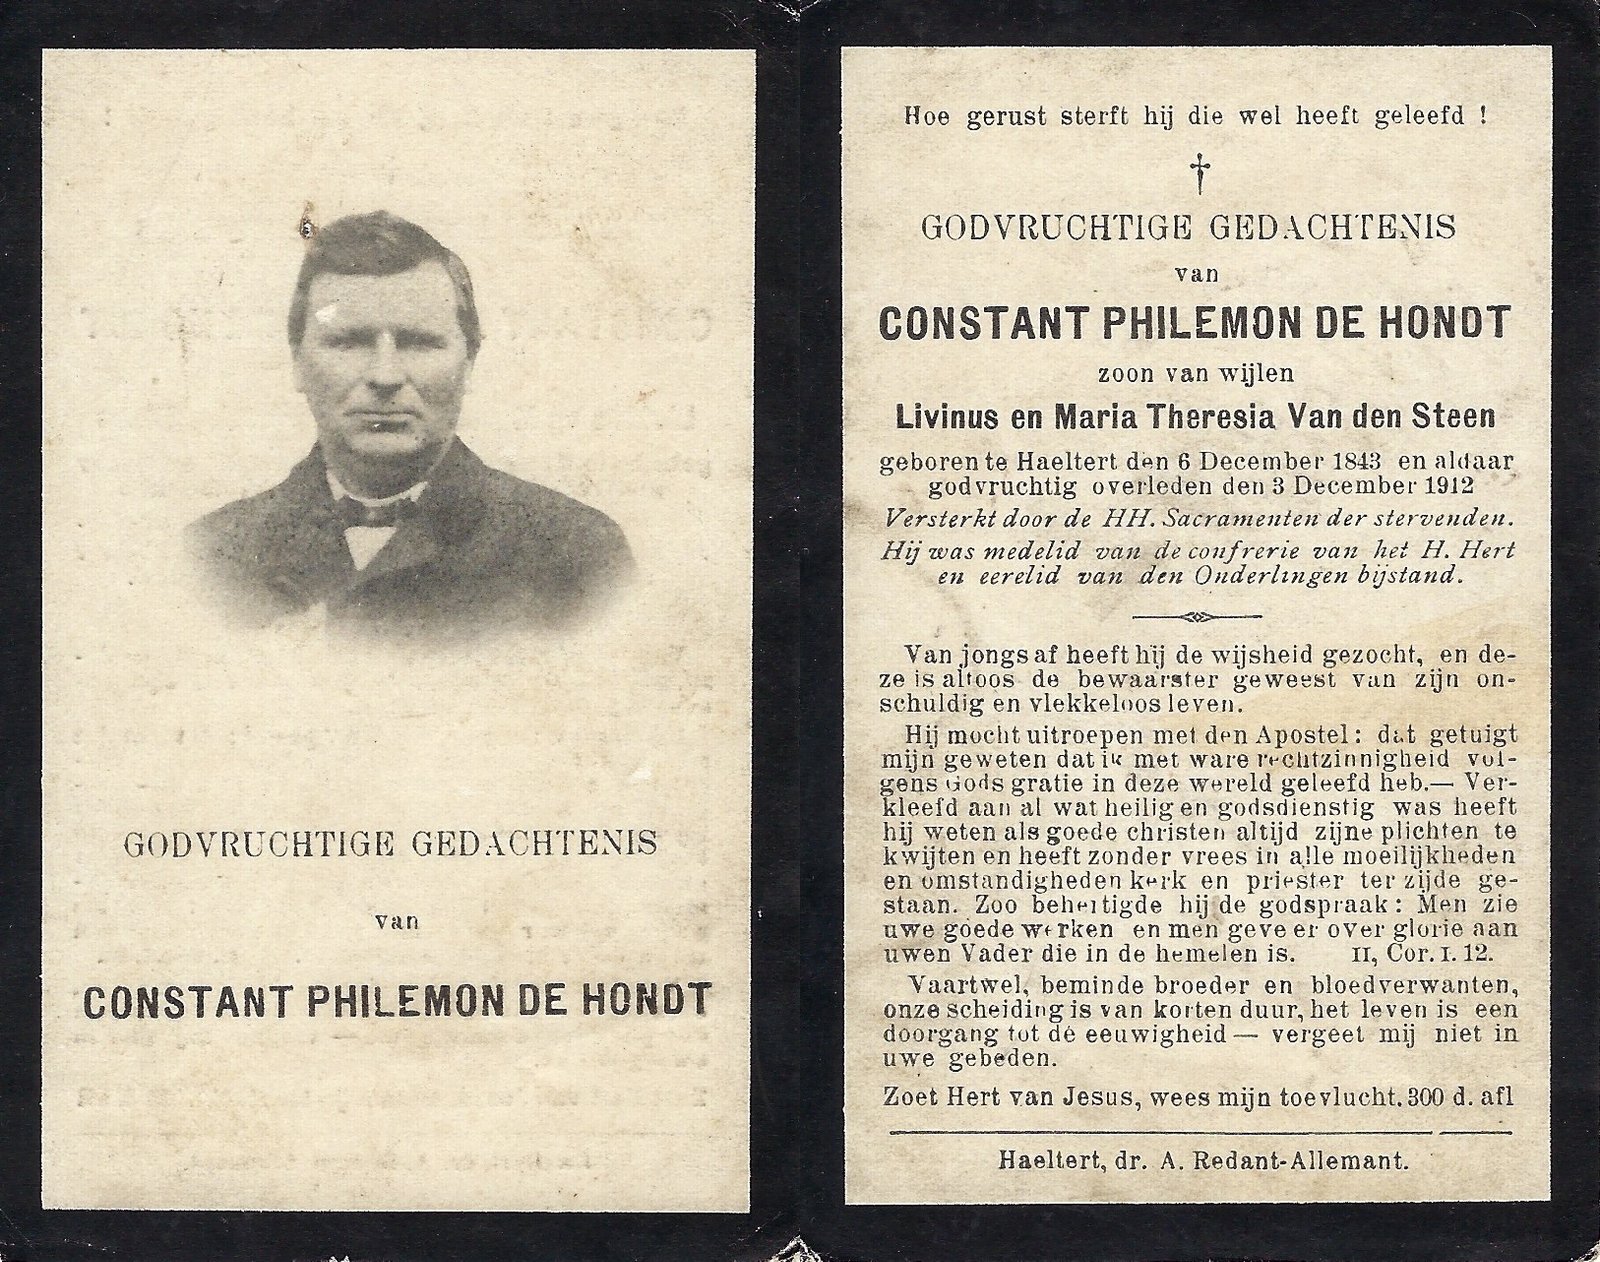 GODVRUCHTIGE GEDACHTENIS
van
CONSTANT PHILEMON DE HONDT
Hoe gerust sterft hij die wel heeft geleefd !
†
GODVRUCHTIGE GEDACHTENIS
van
CONSTANT PHILEMON DE HONDT
zoon van wijlen
Livinus en Maria Theresia Van den Steen
geboren te Haeltert den 6 December 1843 en aldaar
godvruchtig overleden den 3 December 1912
Versterkt door de HH. Sacramenten der stervenden.
Hij was medelid van de confrerie van het H. Hert
en eerelid van den Onderlingen bijstand.
Van jongs af heeft hij de wijsheid gezocht, en de-
ze is altoos de bewaarster geweest van zijn on-
schuldig en vlekkeloos leven.
Hij mocht uitroepen met den Apostel : dat getuigt
mijn geweten dat ik met ware rechtzinnigheid vol-
gens Gods gratie in deze wereld geleefd heb.— Ver-
kleefd aan al wat heilig en godsdienstig was heeft
hij weten als goede christen altijd zijne plichten te
kwijten en heeft zonder vrees in alle moeilijkheden
en omstandigheden kerk en priester ter zijde ge-
staan. Zoo behertigde hij de godspraak : Men zie
uwe goede werken en men geve er over glorie aan
uwen Vader die in de hemelen is. II, Cor. I. 12.
Vaartwel, beminde broeder en bloedverwanten,
onze scheiding is van korten duur, het leven is een
doorgang tot de eeuwigheid — vergeet mij niet in
uwe gebeden.
Zoet Hert van Jesus, wees mijn toevlucht. 300 d. afl
Haeltert, dr. A. Redant-Allemant.